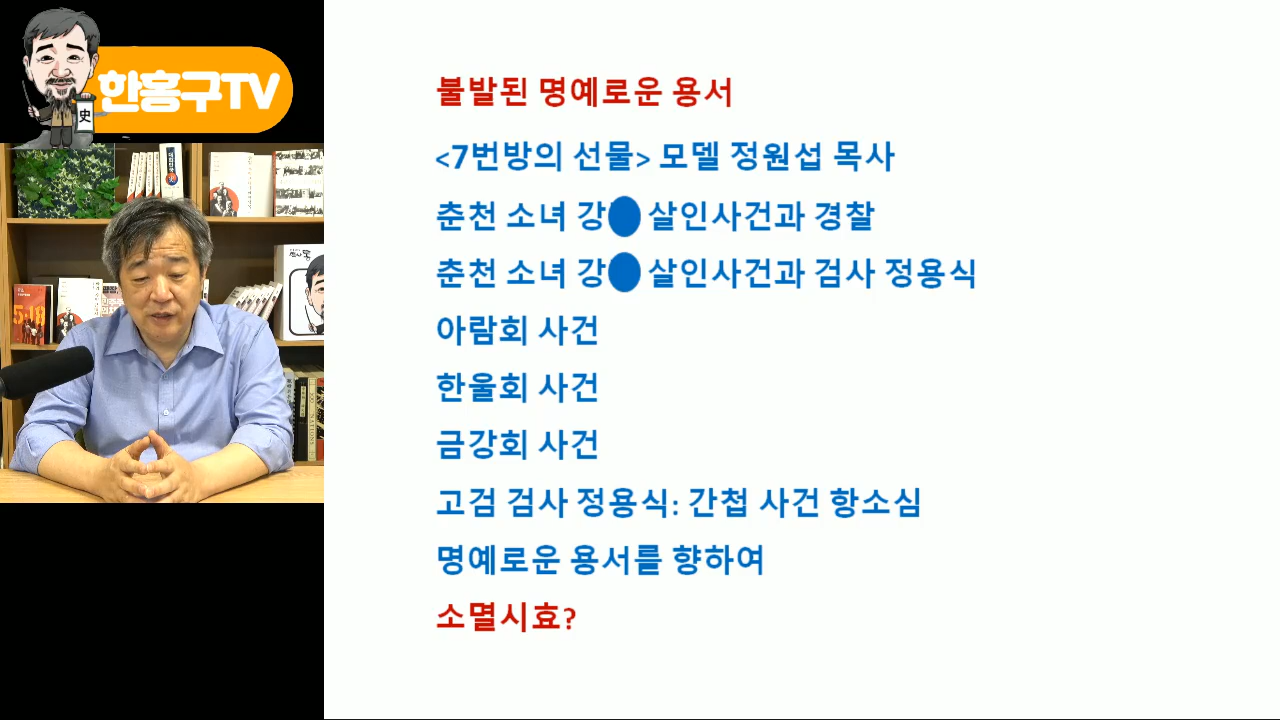 한홍구TV
史
불발된 명예로운 용서
<7번방의 선물> 모델 정원섭 목사
춘천 소녀 강 살인사건과 경찰
춘천 소녀 강 살인사건과 검사 정용식
아람회 사건
한울회 사건
금강회 사건
고검 검사 정용식: 간첩 사건 항소심
명예로운 용서를 향하여
소멸시효?
5·18